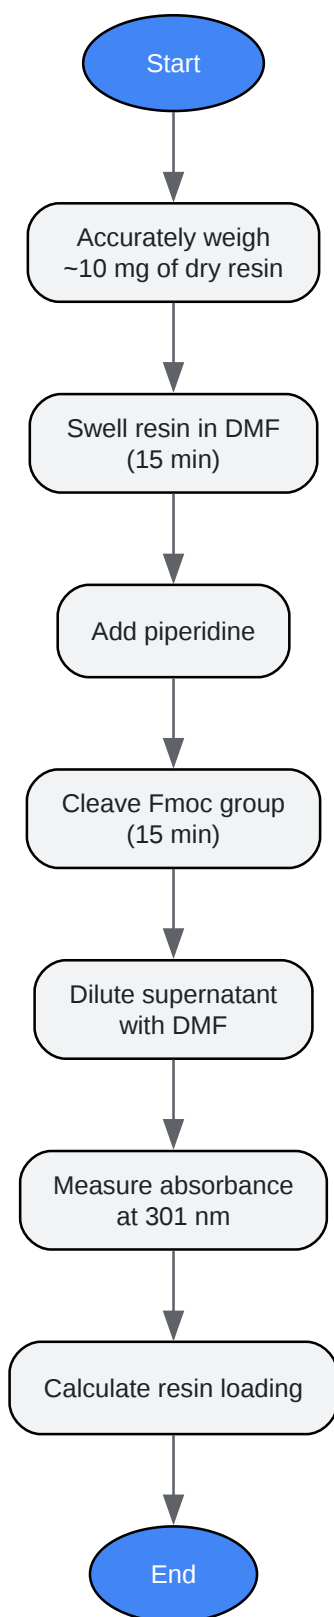 Start
Accurately weigh
~10 mg of dry resin
Swell resin in DMF
(15 min)
Add piperidine
Cleave Fmoc group
(15 min)
Dilute supernatant
with DMF
Measure absorbance
at 301 nm
Calculate resin loading
End